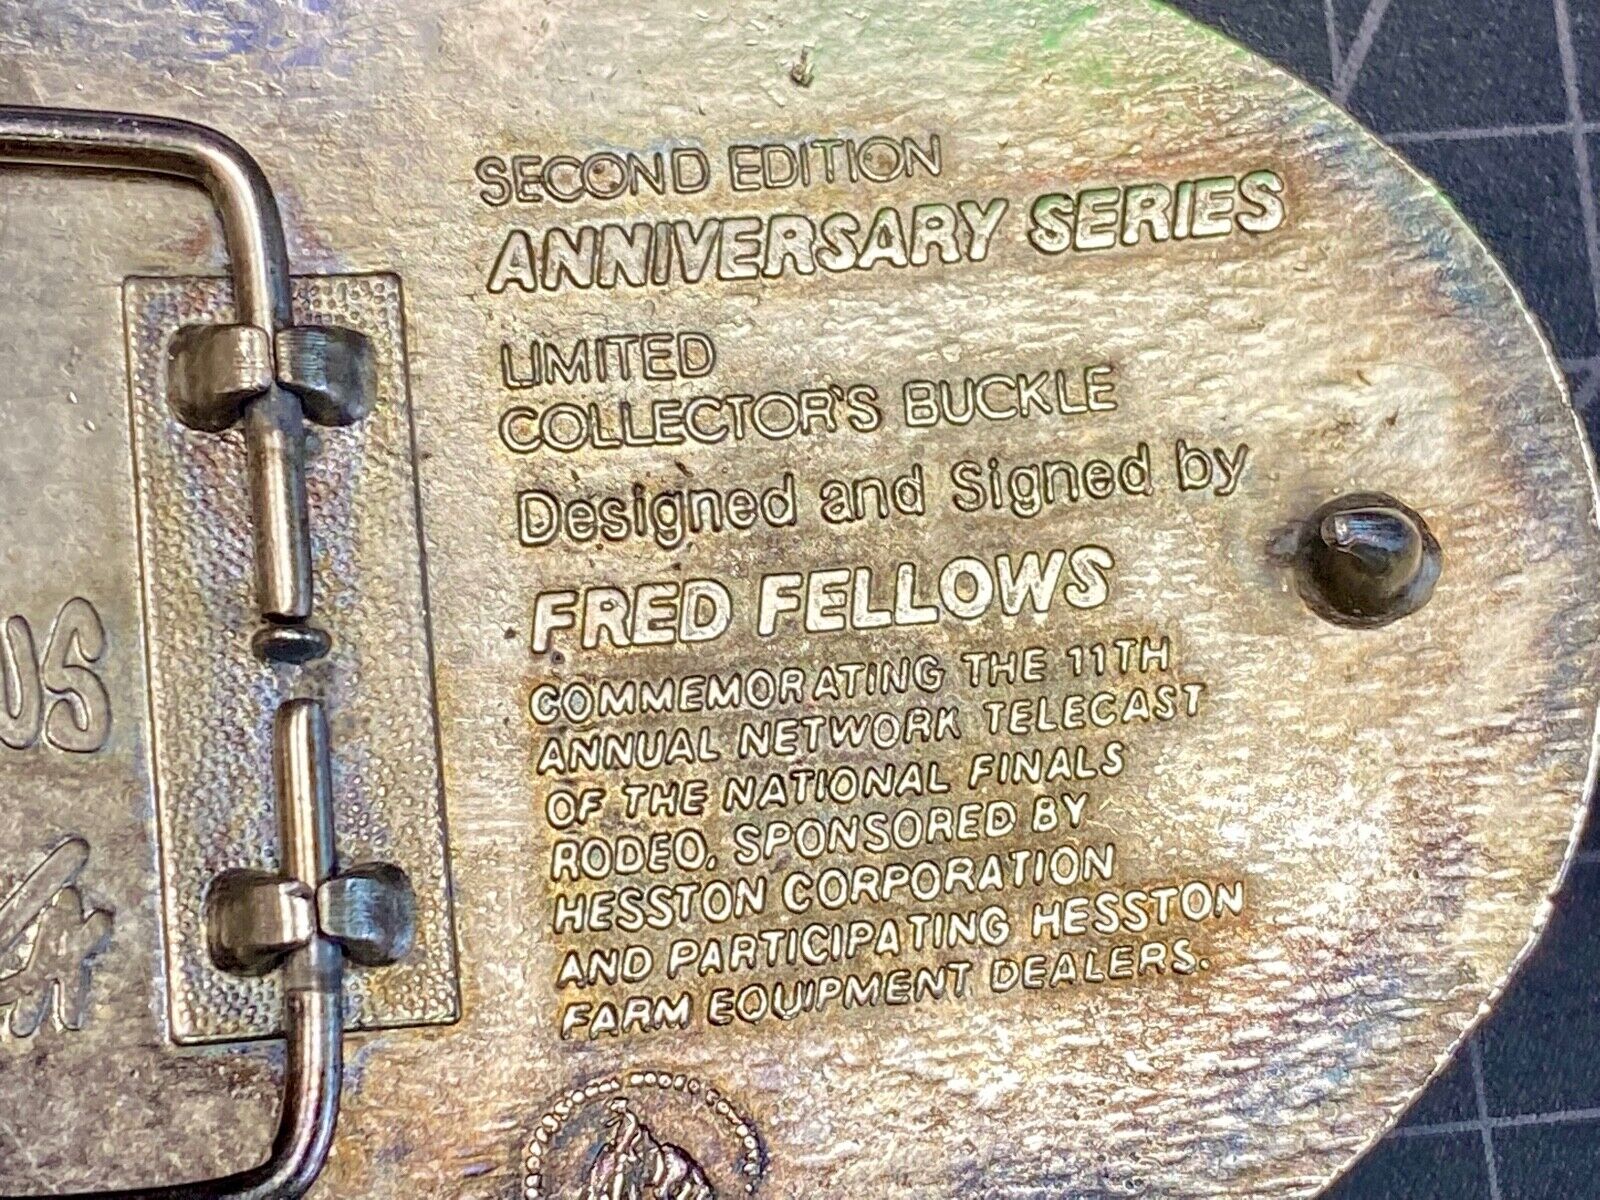 SECOND EDITION
ANNIVERSARY SERIES
LIMITED
COLLECTOR'S BUCKLE
Designed and Signed by
FRED FELLOWS
COMMEMORATING THE 11TH
ANNUAL NETWORK TELECAST
OF THE NATIONAL FINALS
RODEO. SPONSORED BY
HESSTON CORPORATION
AND PARTICIPATING HESSTON
FARM EQUIPMENT DEALERS.
US